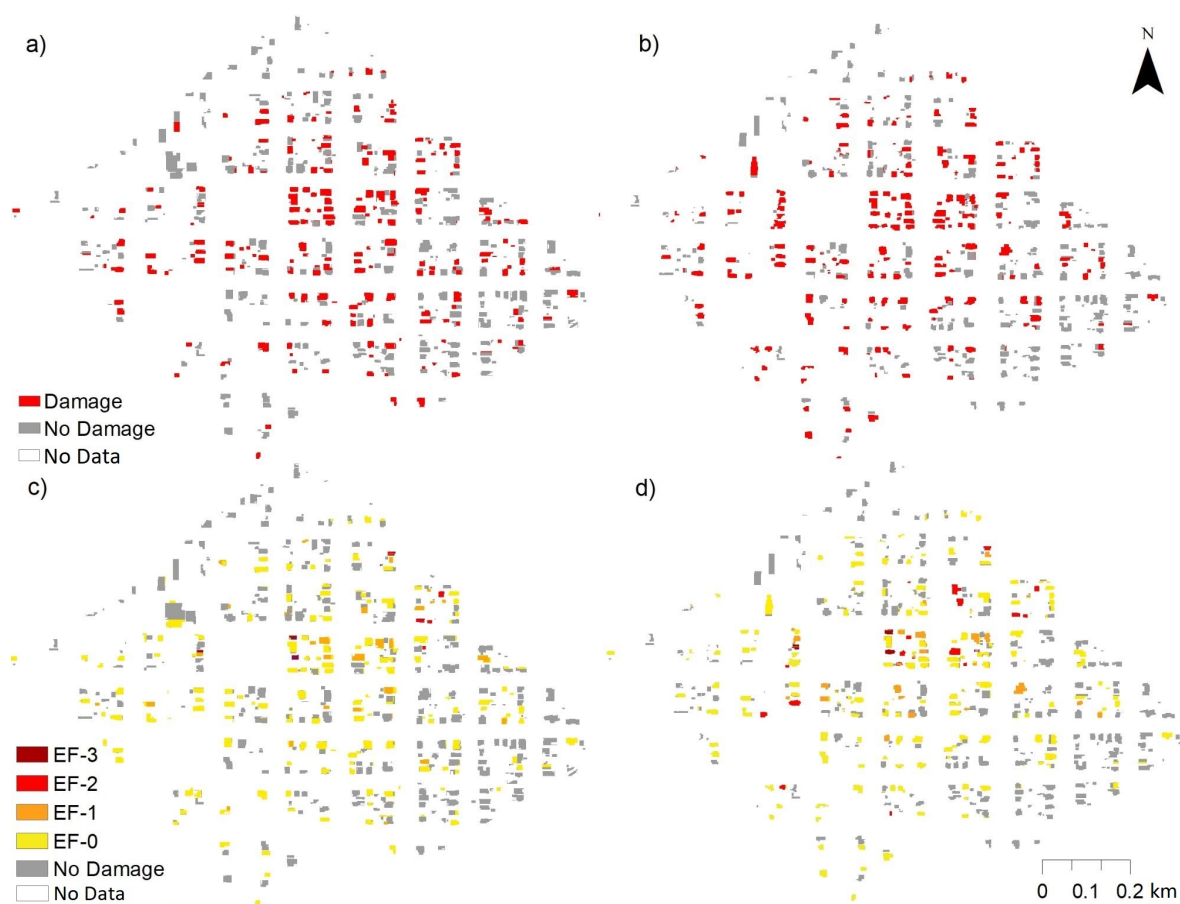 a)
b)
N
Damage
No Damage
No Data
c)
d)
EF-3
EF-2
EF-1
EF-0
No Damage
No Data
0 0.1 0.2 km